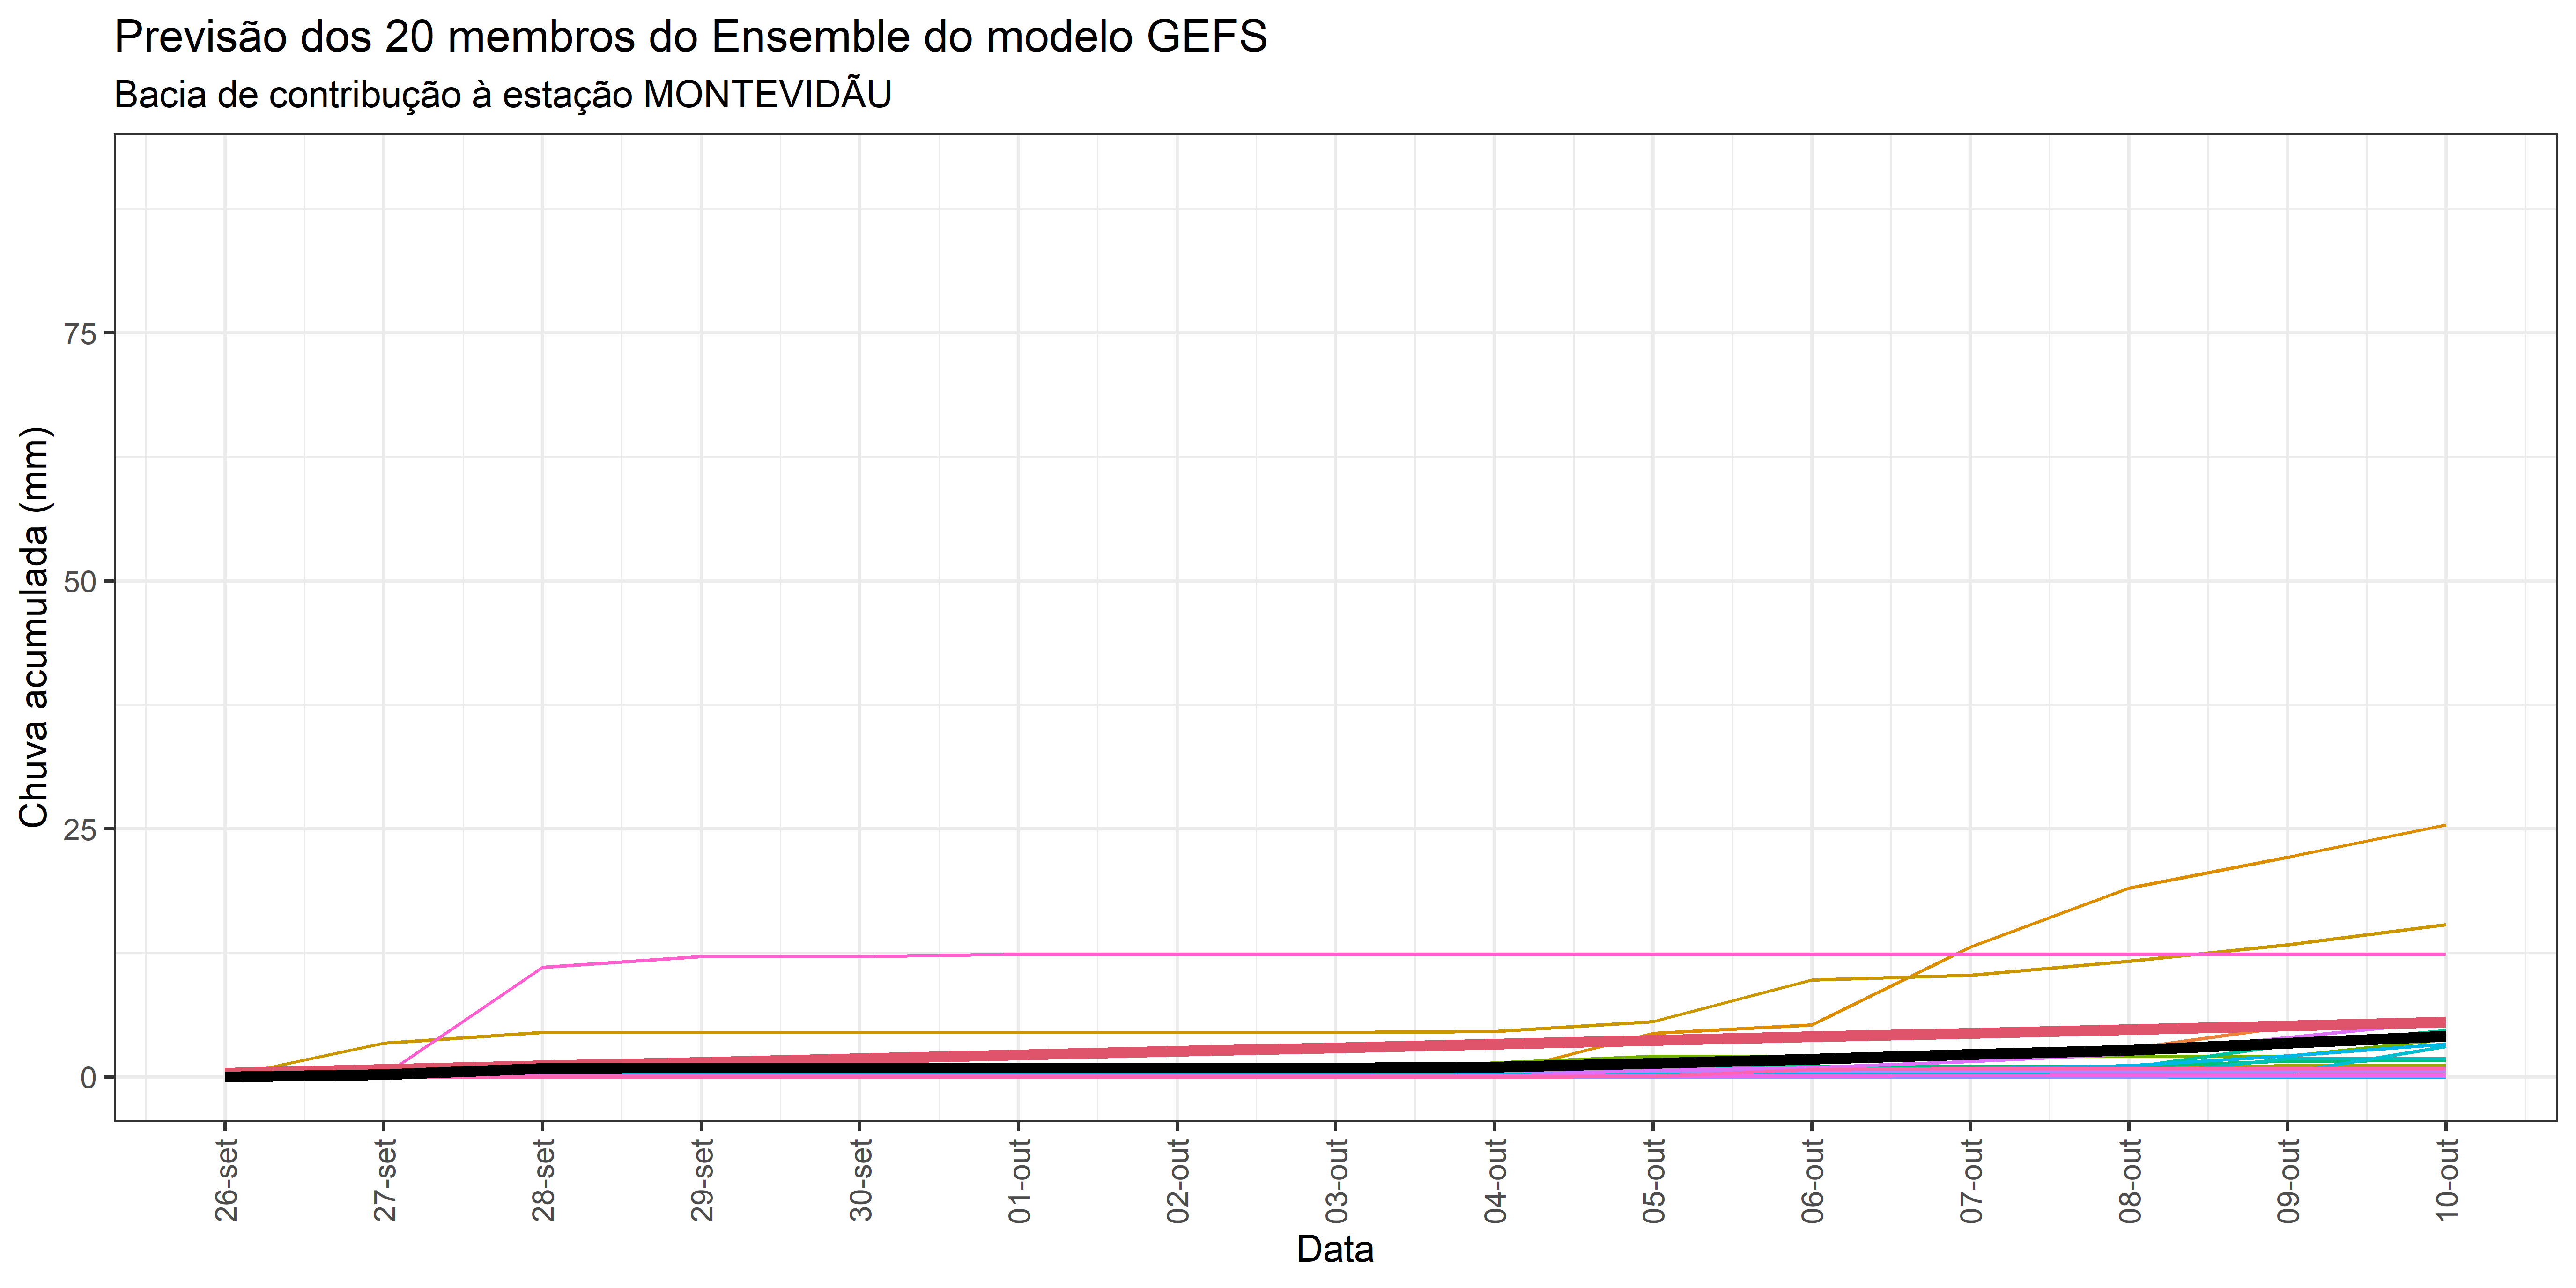 Previsão dos 20 membros do Ensemble do modelo GEFS
Bacia de contribução à estação MONTEVIDÃU
Chuva acumulada (mm)
75
50
25
0
26-set
27-set
28-set
29-set
30-set
01-out
02-out
03-out
04-out
05-out
06-out
07-out
08-out
09-out
10-out
Data